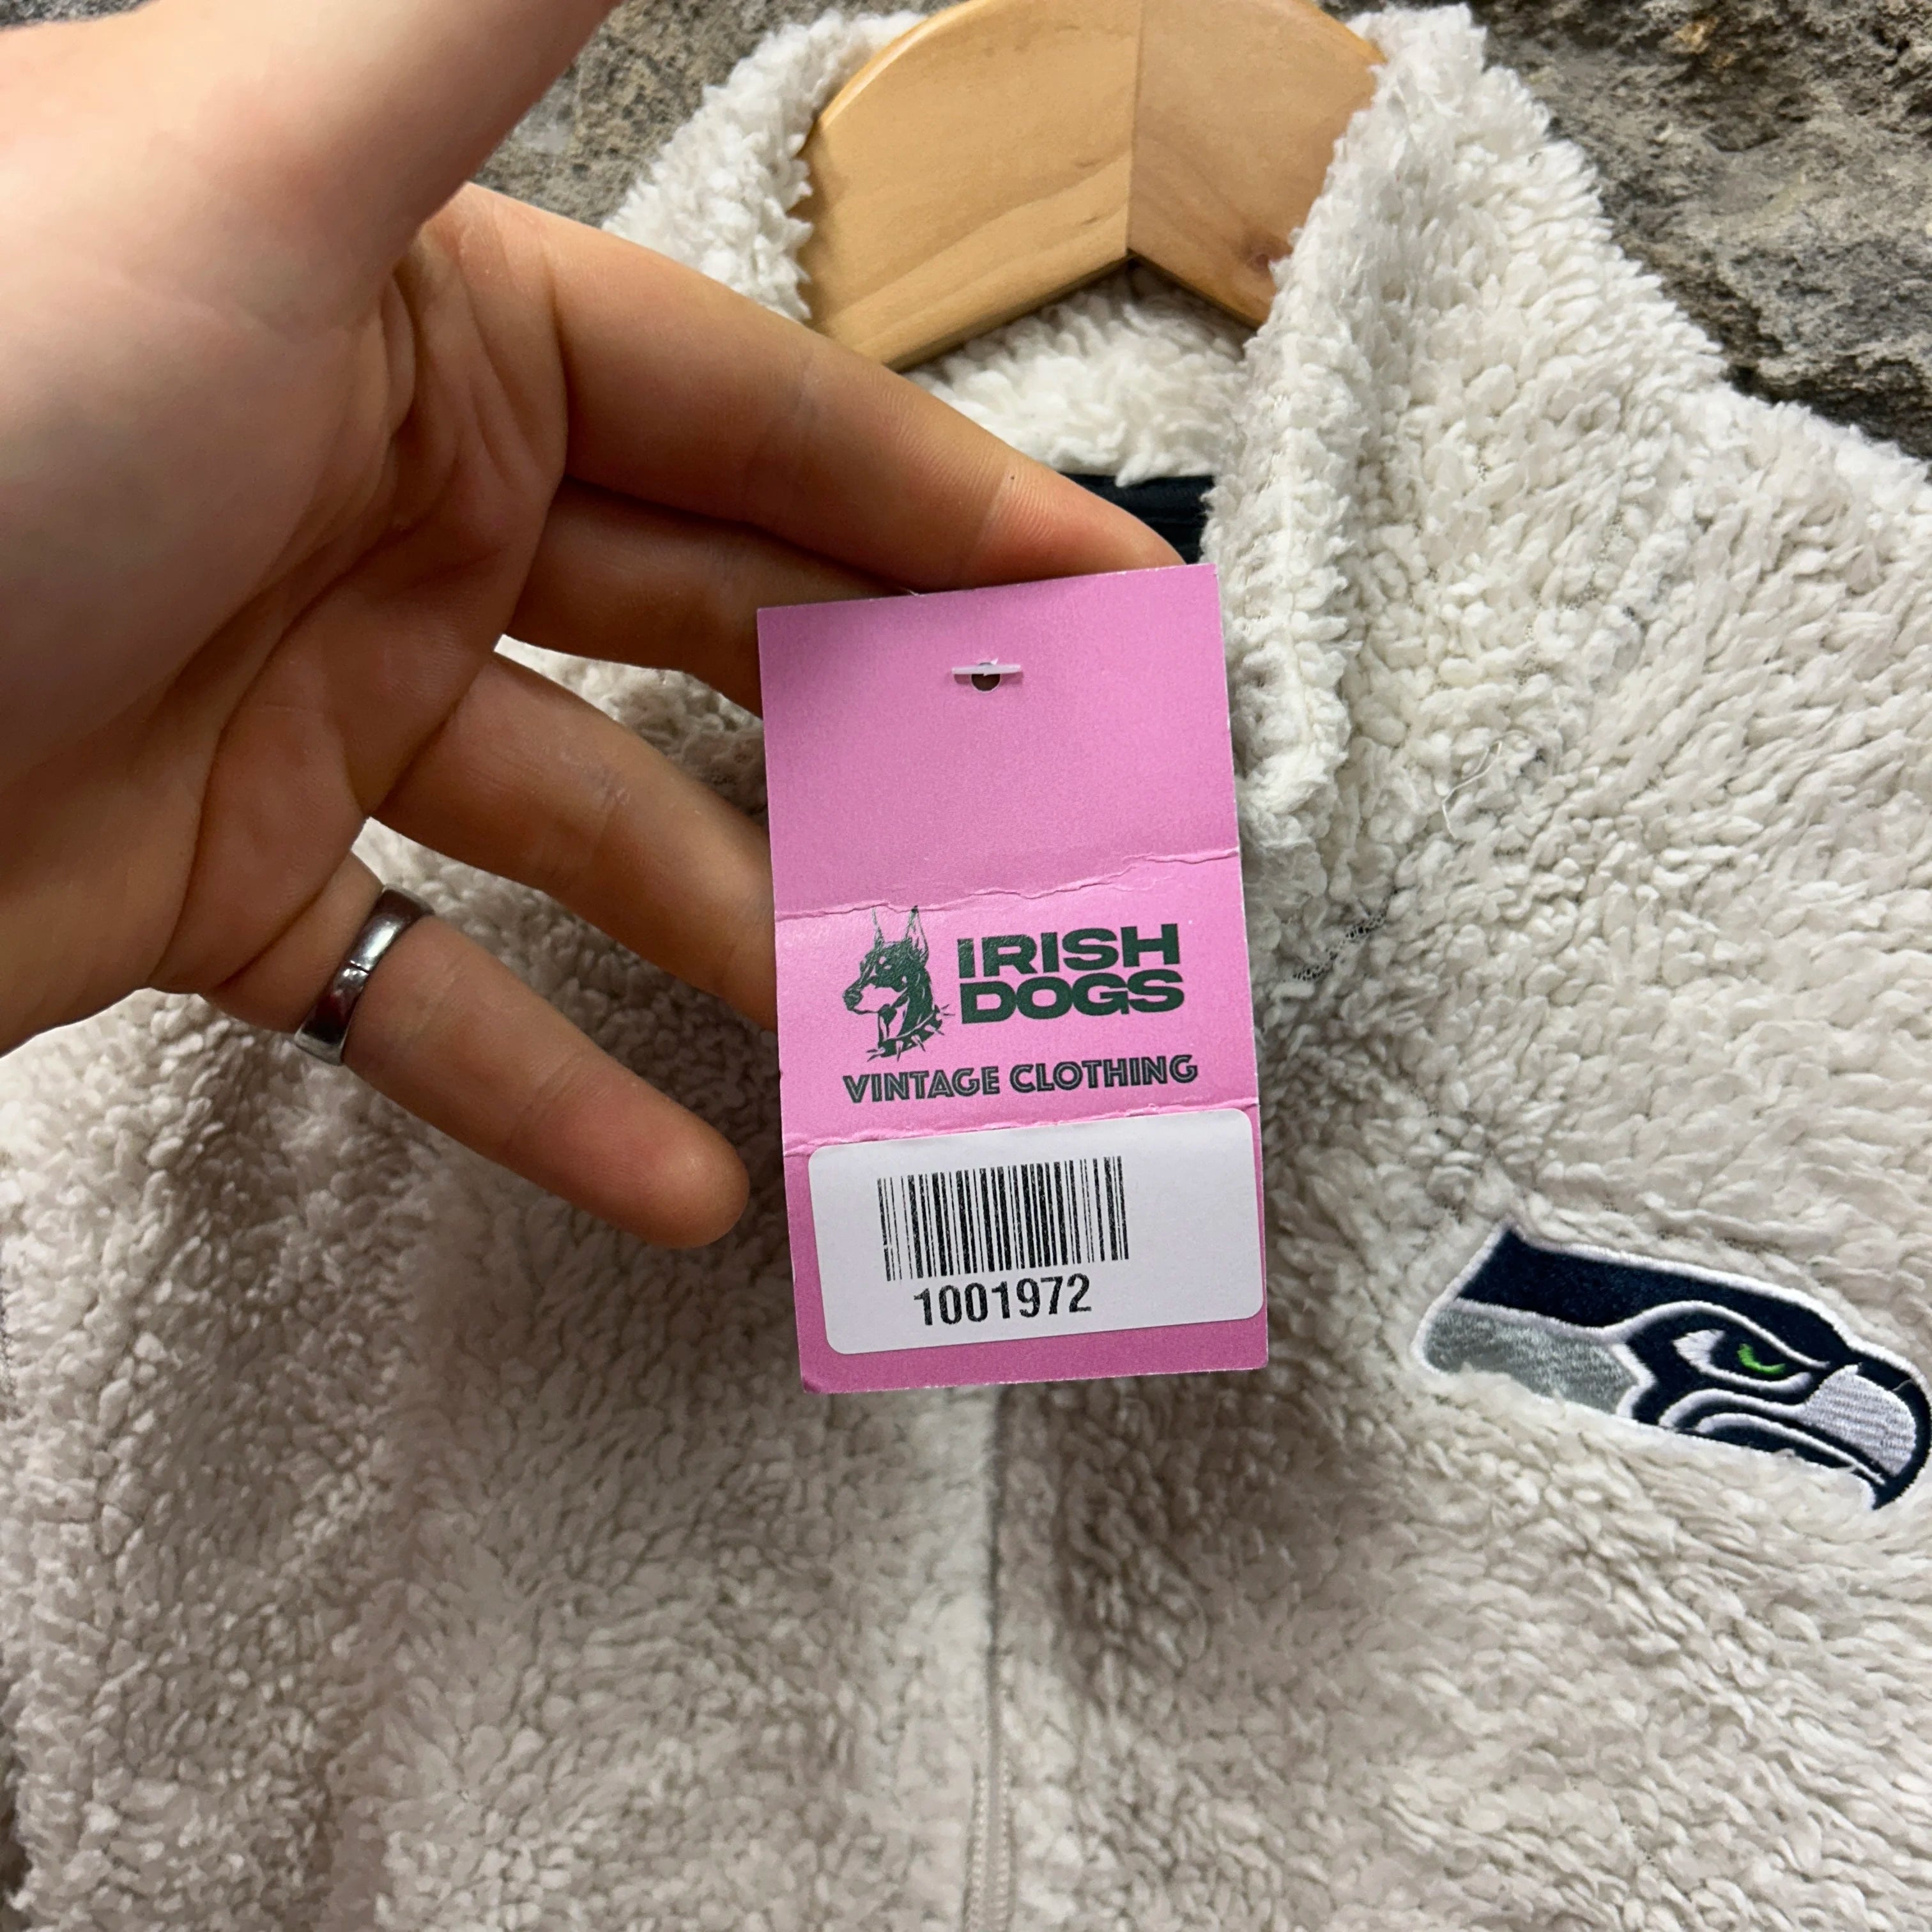 IRISH
DOGS
VINTAGE CLOTHING
1001972